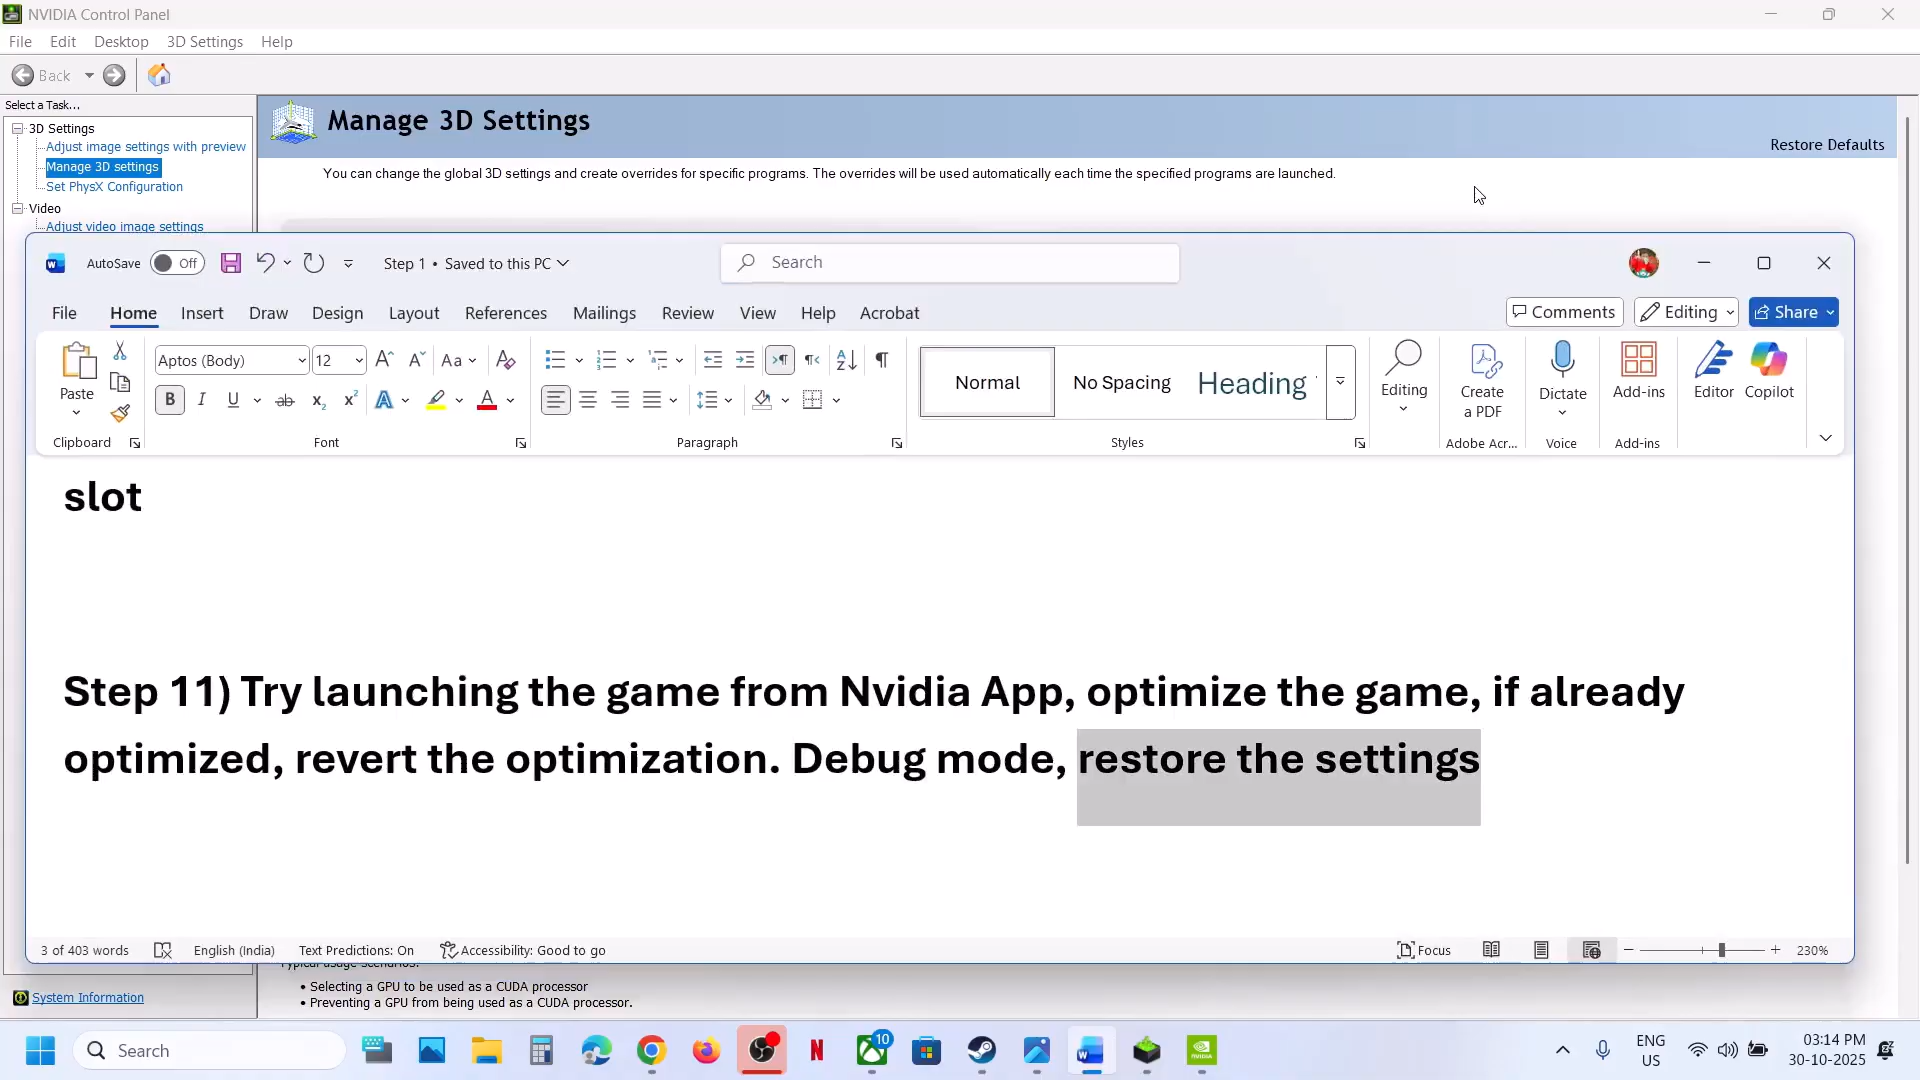 NVIDIA Control Panel
File Edit Desktop 3D Settings Help
Back
Select a Task...
3D Settings
Adjust image settings with preview
Manage 3D settings
Set PhysX Configuration
Video
Adjust video image settings
Manage 3D Settings
Restore Defaults
You can change the global 3D settings and create overrides for specific programs. The overrides will be used automatically each time the specified programs are launched.
AutoSave Off Step 1 • Saved to this PC Search
File Home Insert Draw Design Layout References Mailings Review View Help Acrobat Comments Editing Share
Paste
Clipboard
Aptos (Body) 12
Font
Paragraph
Normal No Spacing Heading
Styles
Editing
Create a PDF
Adobe Acr...
Dictate
Voice
Add-ins
Add-ins
Editor Copilot
slot
Step 11) Try launching the game from Nvidia App, optimize the game, if already
optimized, revert the optimization. Debug mode, restore the settings
3 of 403 words English (India) Text Predictions: On Accessibility: Good to go Focus 230%
Typical usage scenarios:
• Selecting a GPU to be used as a CUDA processor
• Preventing a GPU from being used as a CUDA processor.
System Information
Search
10
ENG
US
03:14 PM
30-10-2025